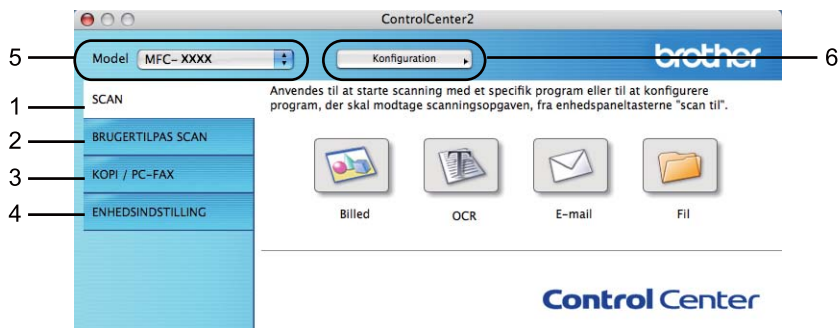 ControlCenter2
5
Model
MFC- XXXX
Konfiguration
brother
6
1
SCAN
Anvendes til at starte scanning med et specifik program eller til at konfigurere
program, der skal modtage scanningsopgaven, fra enhedspaneltasterne "scan til".
2
BRUGERTILPAS SCAN
3
KOPI / PC-FAX
4
ENHEDSINDSTILLING
Billed
OCR
E-mail
Fil
Control Center